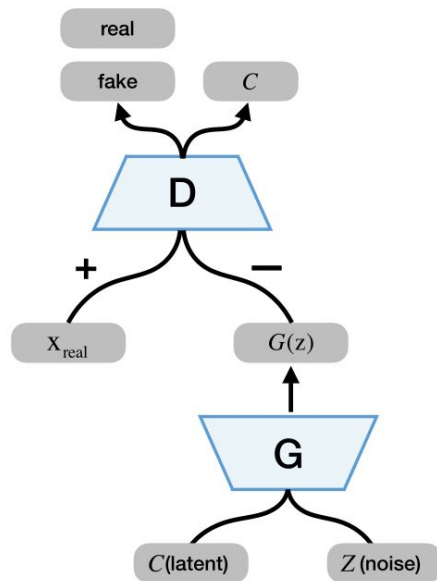 real
fake
C
D
+
−
X_real
G(z)
G
C(latent)
Z(noise)